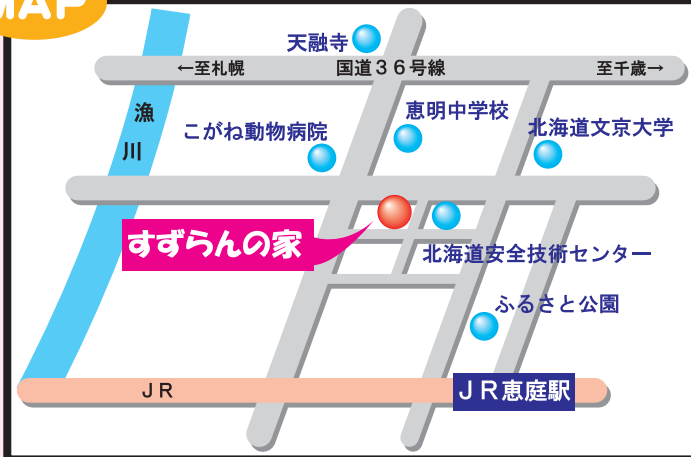 MAP
天融寺
←至札幌
国道36号線
至千歳→
漁
川
こがね動物病院
恵明中学校
北海道文京大学
すずらんの家
北海道安全技術センター
ふるさと公園
JR
JR恵庭駅